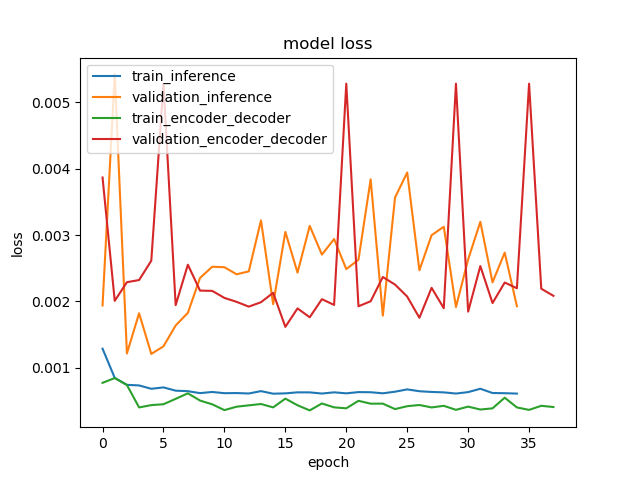 model loss
train_inference
validation_inference
train_encoder_decoder
validation_encoder_decoder
0.005
0.004
0.003
0.002
0.001
loss
0 5 10 15 20 25 30 35
epoch